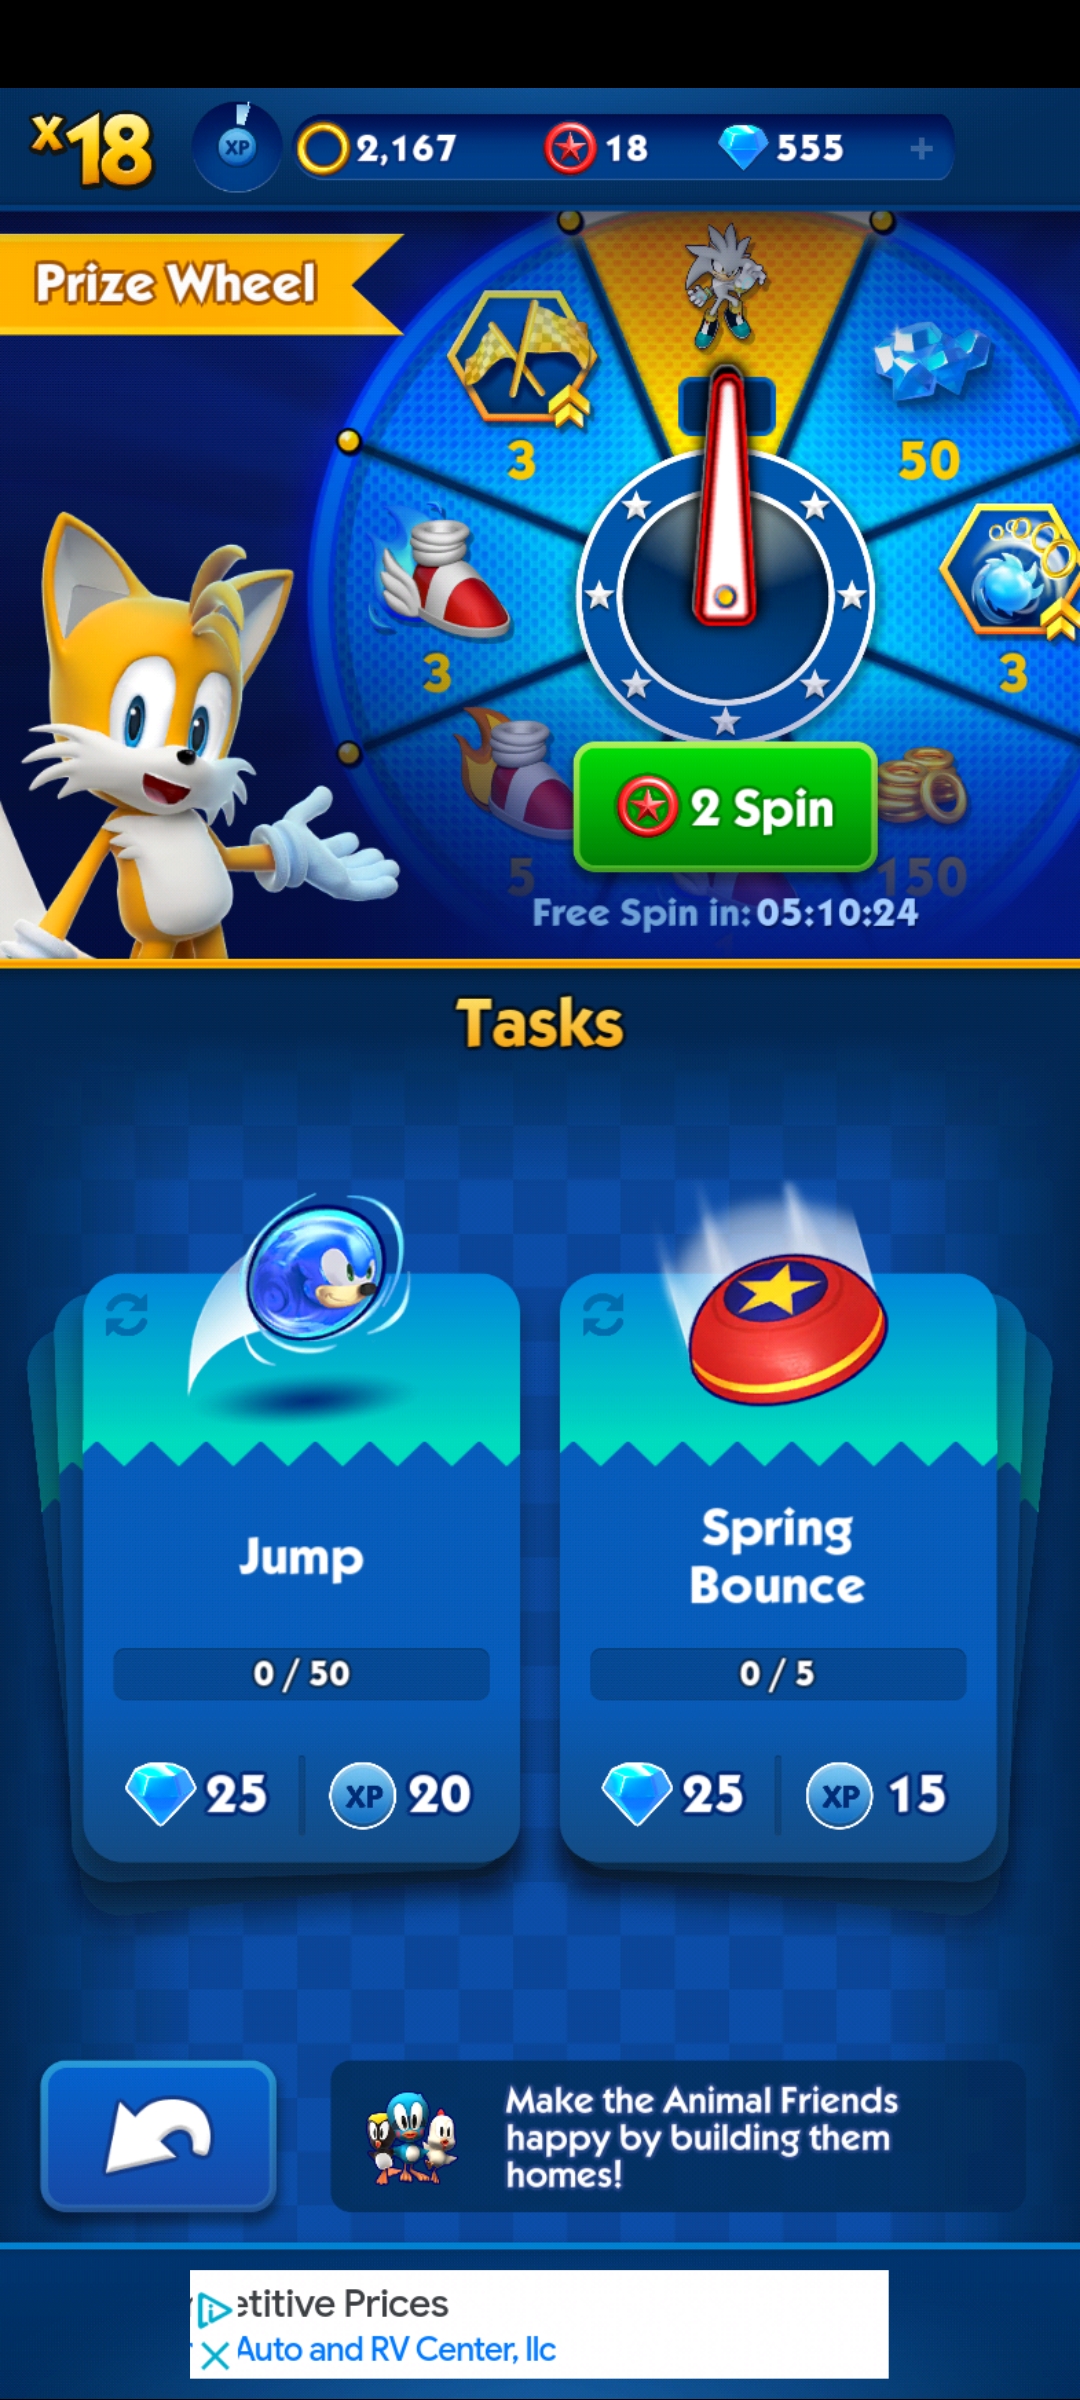 x18
XP
2,167
18
555
+
Prize Wheel
3
50
3
3
5
150
2 Spin
Free Spin in: 05:10:24
Tasks
Jump
0 / 50
25
XP 20
Spring
Bounce
0 / 5
25
XP 15
Make the Animal Friends
happy by building them
homes!
etitive Prices
Auto and RV Center, llc